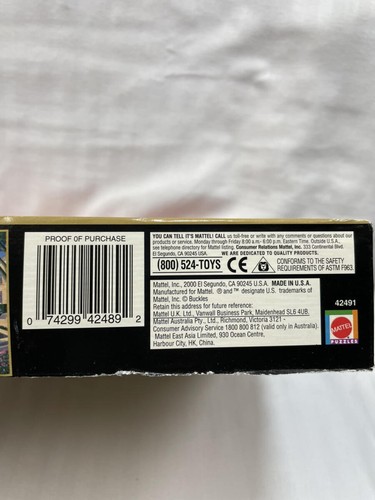 PROOF OF PURCHASE
0 74299 42489 2
YOU CAN TELL IT'S MATTEL! CALL us toll-free or write with any comments or questions about our
products or service. Monday through Friday 8:00 a.m.- 6:00 p.m. Eastern Time. Outside U.S.A.,
see telephone directory for Mattel listing. Consumer Relations Mattel, Inc. 333 Continental Blvd.
El Segundo, CA 90245 USA. WE ARE DEDICATED TO QUALITY PRODUCTS.
(800) 524-TOYS CE 0-3 CONFORMS TO THE SAFETY
REQUIREMENTS OF ASTM F963.
Mattel, Inc., 2000 El Segundo, CA 90245 U.S.A. MADE IN U.S.A.
Manufactured for Mattel. ® and ™ designate U.S. trademarks of
Mattel, Inc. © Buckles
Retain this address for future reference:
Mattel U.K. Ltd., Vanwall Business Park, Maidenhead SL6 4UB.
Mattel Australia Pty., Ltd., Richmond, Victoria 3121 -
Consumer Advisory Service 1800 800 812 (valid only in Australia).
Mattel East Asia Limited, 930 Ocean Centre,
Harbour City, HK, China.
42491
MATTEL
PUZZLES